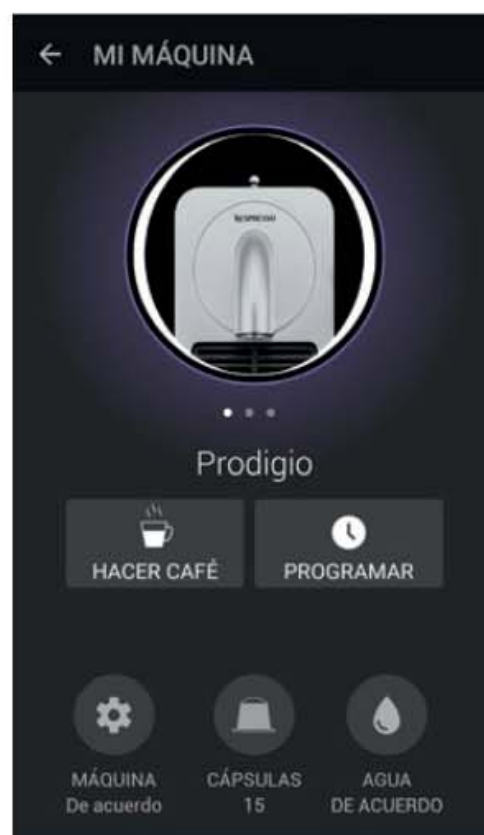 MI MÁQUINA
NESPRESSO
Prodigio
HACER CAFÉ
PROGRAMAR
MÁQUINA
De acuerdo
CÁPSULAS
15
AGUA
DE ACUERDO